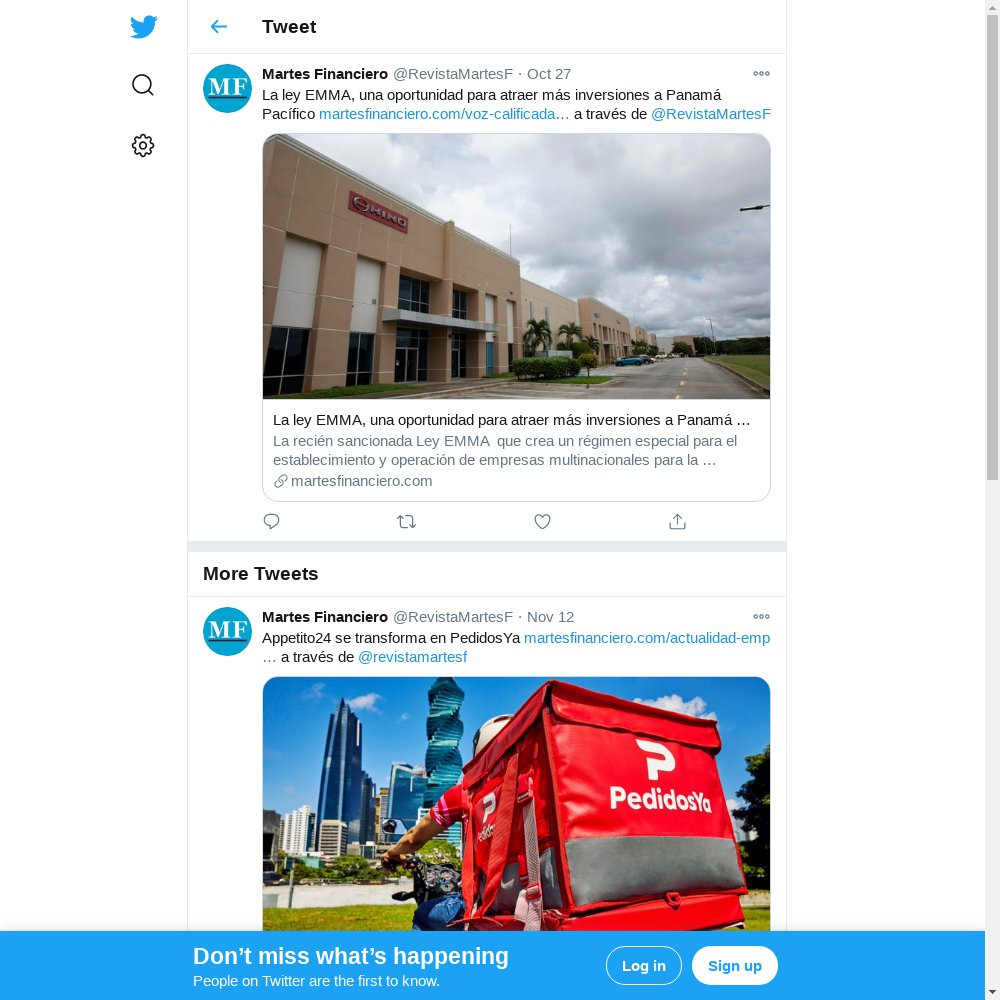 Tweet
MF
Martes Financiero @RevistaMartesF · Oct 27
La ley EMMA, una oportunidad para atraer más inversiones a Panamá
Pacífico martesfinanciero.com/voz-calificada… a través de @RevistaMartesF
HINO
La ley EMMA, una oportunidad para atraer más inversiones a Panamá …
La recién sancionada Ley EMMA  que crea un régimen especial para el
establecimiento y operación de empresas multinacionales para la …
martesfinanciero.com
More Tweets
MF
Martes Financiero @RevistaMartesF · Nov 12
Appetito24 se transforma en PedidosYa martesfinanciero.com/actualidad-emp
… a través de @revistamartesf
PedidosYa
Don’t miss what’s happening
People on Twitter are the first to know.
Log in
Sign up